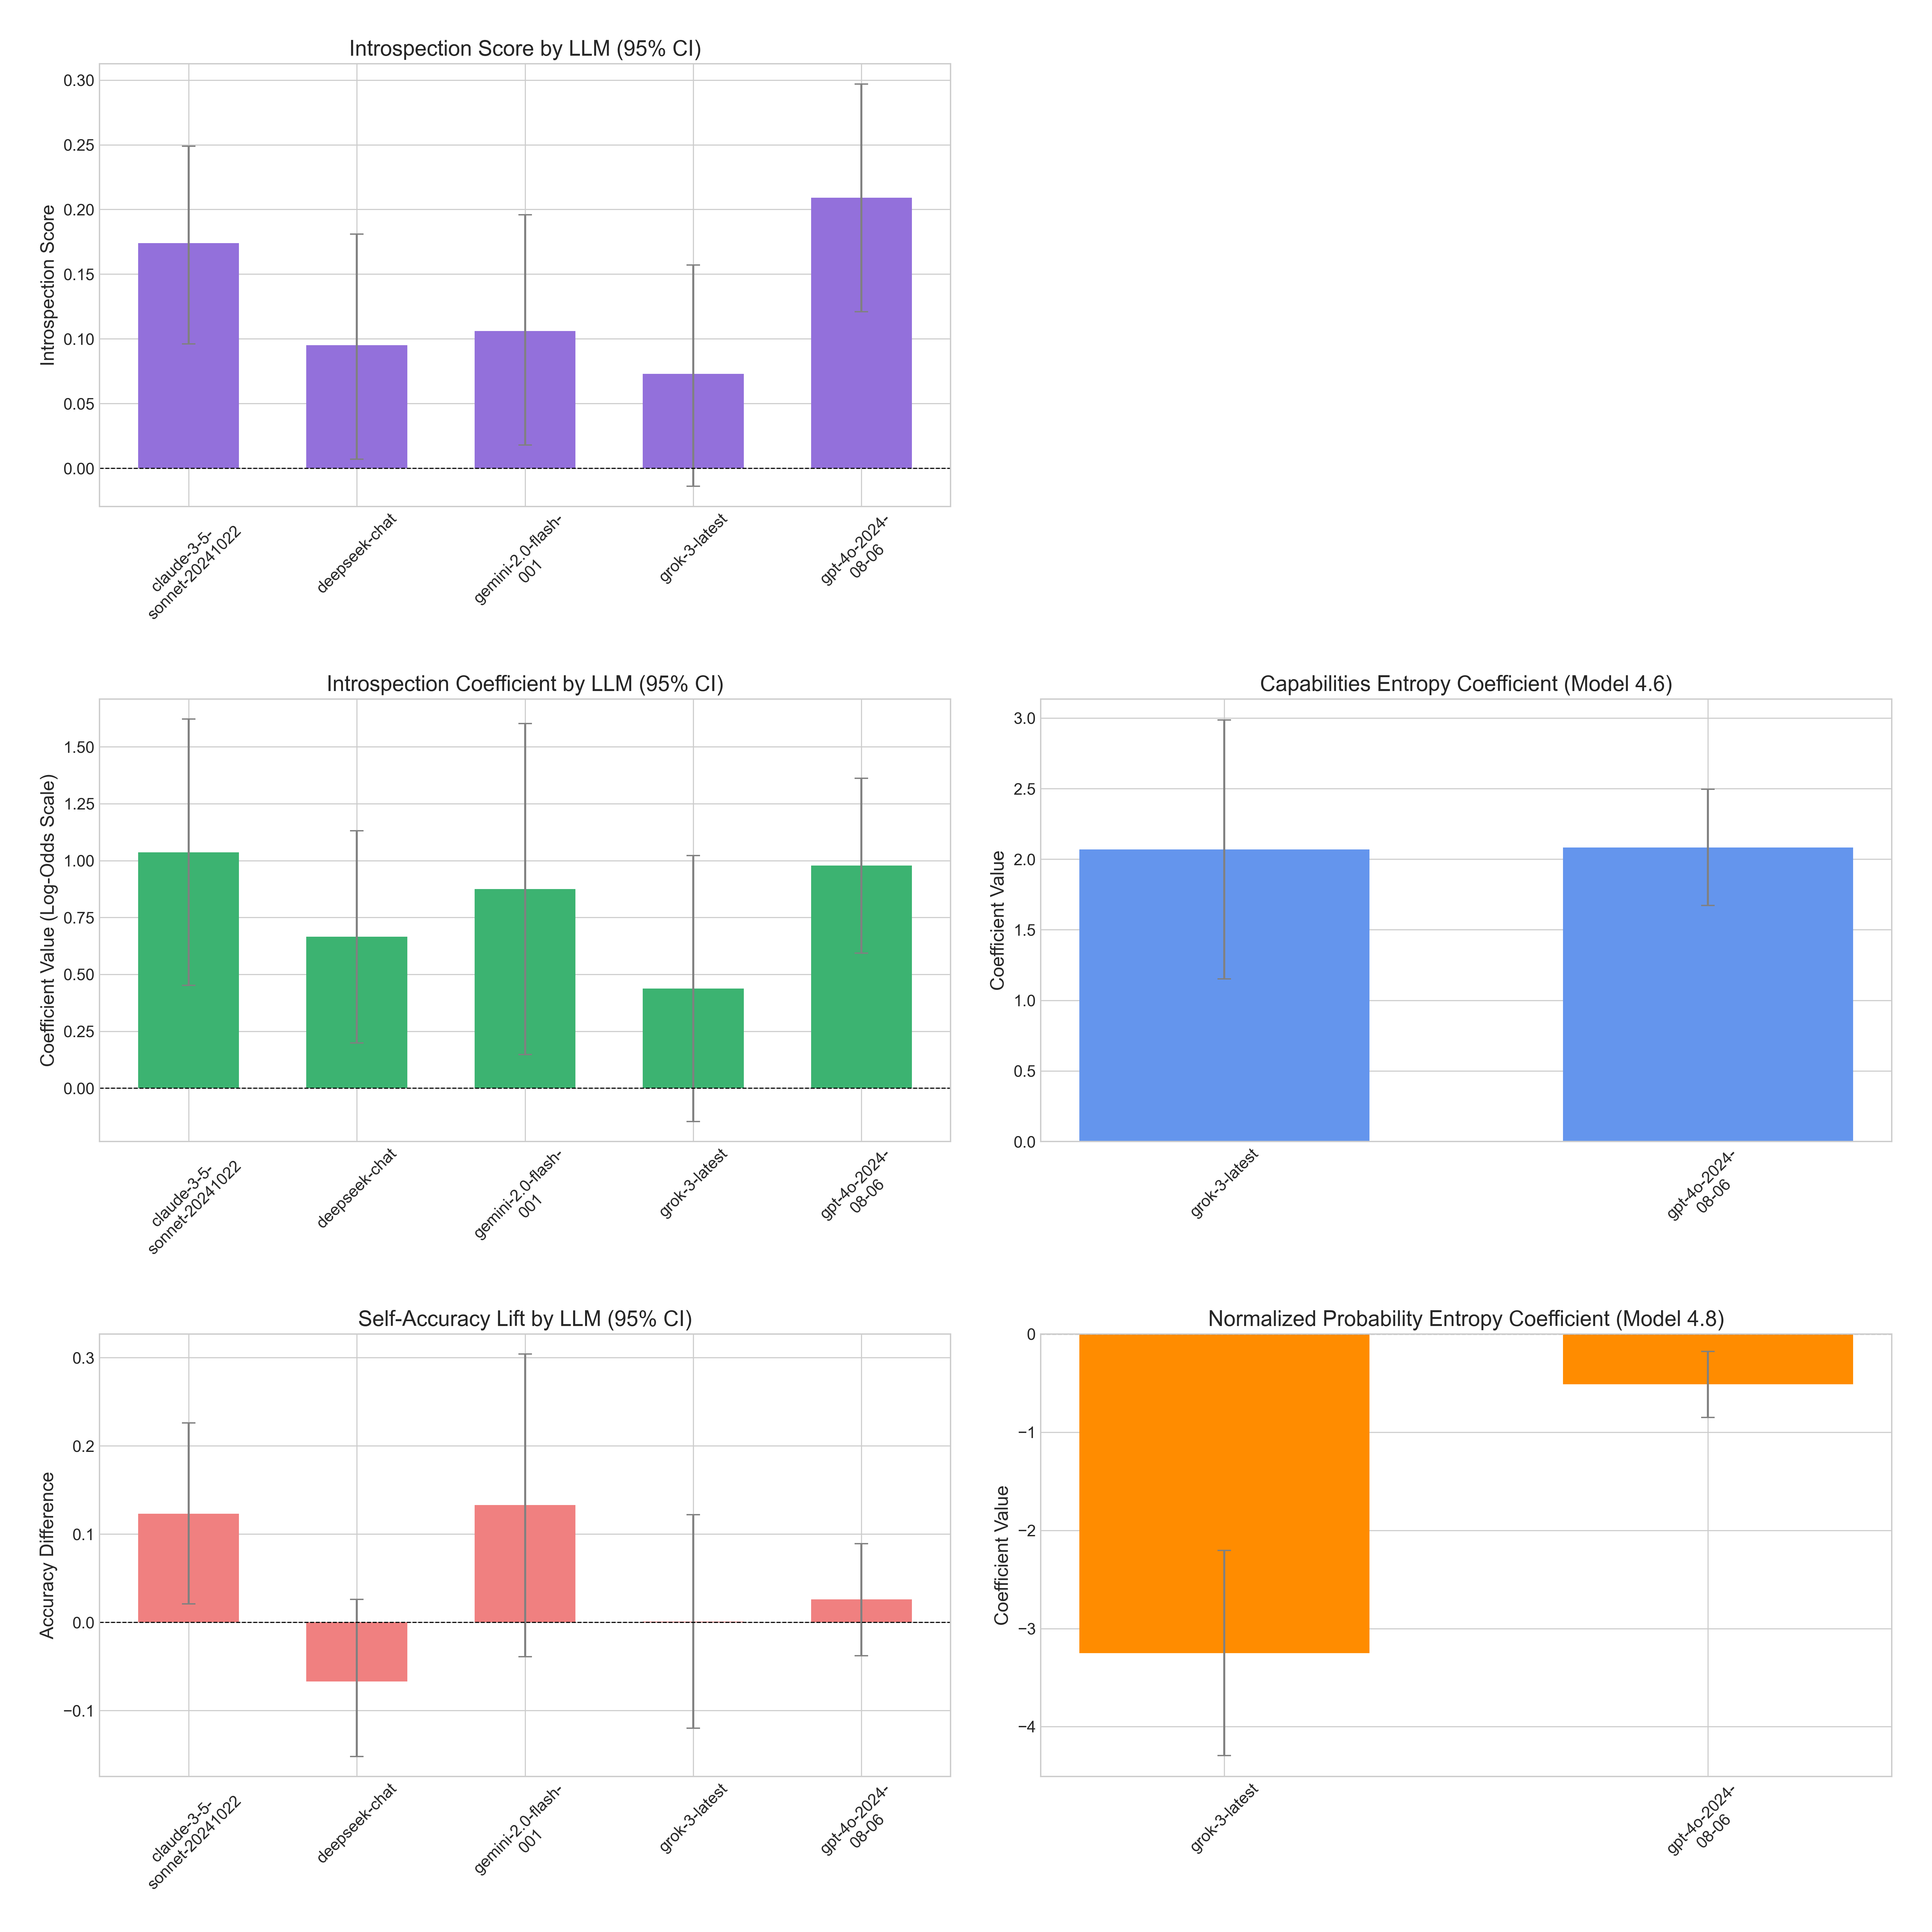 Introspection Score by LLM (95% CI)
Introspection Score
0.30
0.25
0.20
0.15
0.10
0.05
0.00
claude-3-5-
sonnet-20241022
deepseek-chat
gemini-2.0-flash-
001
grok-3-latest
gpt-4o-2024-
08-06
Introspection Coefficient by LLM (95% CI)
Coefficient Value (Log-Odds Scale)
1.50
1.25
1.00
0.75
0.50
0.25
0.00
claude-3-5-
sonnet-20241022
deepseek-chat
gemini-2.0-flash-
001
grok-3-latest
gpt-4o-2024-
08-06
Capabilities Entropy Coefficient (Model 4.6)
Coefficient Value
3.0
2.5
2.0
1.5
1.0
0.5
0.0
grok-3-latest
gpt-4o-2024-
08-06
Self-Accuracy Lift by LLM (95% CI)
Accuracy Difference
0.3
0.2
0.1
0.0
−0.1
claude-3-5-
sonnet-20241022
deepseek-chat
gemini-2.0-flash-
001
grok-3-latest
gpt-4o-2024-
08-06
Normalized Probability Entropy Coefficient (Model 4.8)
Coefficient Value
0
−1
−2
−3
−4
grok-3-latest
gpt-4o-2024-
08-06